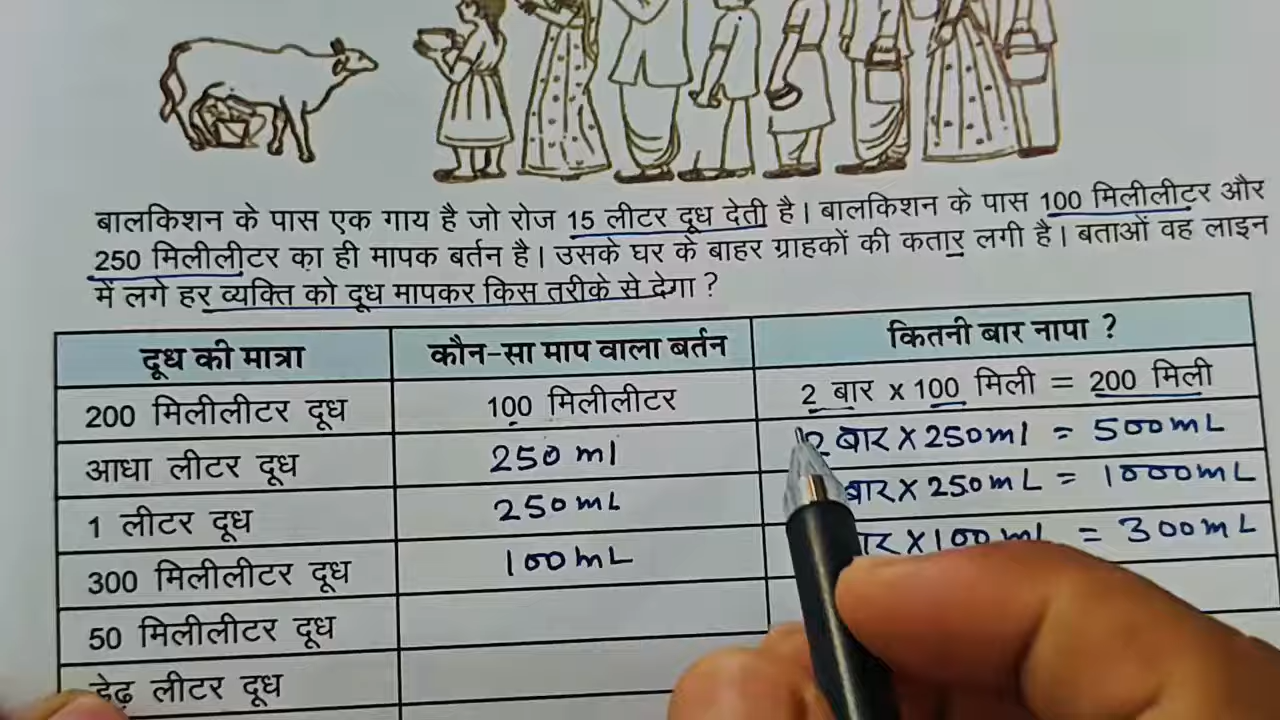 बालकिशन के पास एक गाय है जो रोज 15 लीटर दूध देती है। बालकिशन के पास 100 मिलीलीटर और
250 मिलीलीटर का ही मापक बर्तन है। उसके घर के बाहर ग्राहकों की कतार लगी है। बताओं वह लाइन
में लगे हर व्यक्ति को दूध मापकर किस तरीके से देगा ?
दूध की मात्रा कौन-सा माप वाला बर्तन कितनी बार नापा ?
200 मिलीलीटर दूध 100 मिलीलीटर 2 बार x 100 मिली = 200 मिली
आधा लीटर दूध 250 ml 2 बार x 250ml = 500mL
1 लीटर दूध 250mL बार x 250mL = 1000mL
300 मिलीलीटर दूध 100mL x 100mL = 300mL
50 मिलीलीटर दूध
डेढ़ लीटर दूध